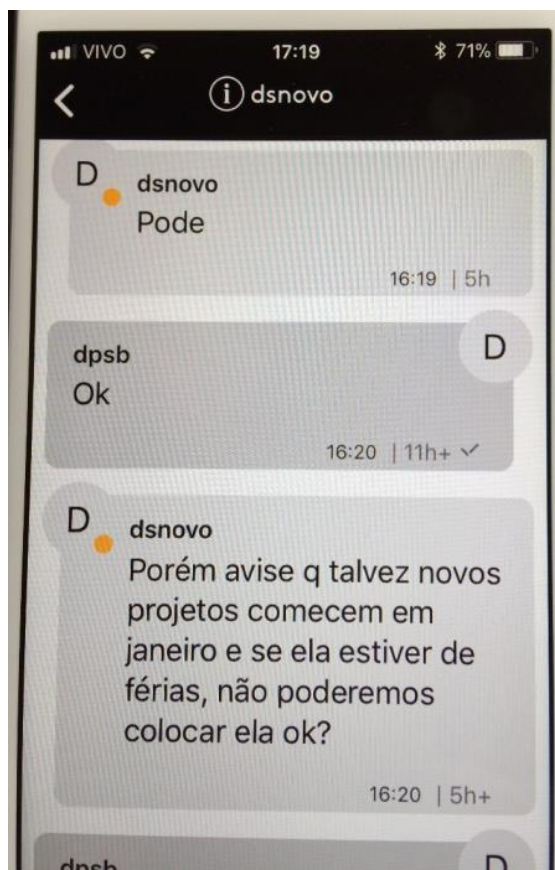 VIVO 17:19 71%
i dsnovo
D dsnovo
Pode
16:19 | 5h
dpsb D
Ok
16:20 | 11h+
D dsnovo
Porém avise q talvez novos
projetos comecem em
janeiro e se ela estiver de
férias, não poderemos
colocar ela ok?
16:20 | 5h+
dpsb D